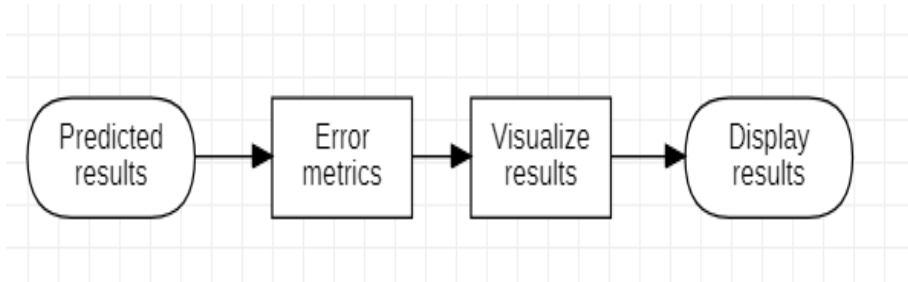 Predicted
results
Error
metrics
Visualize
results
Display
results